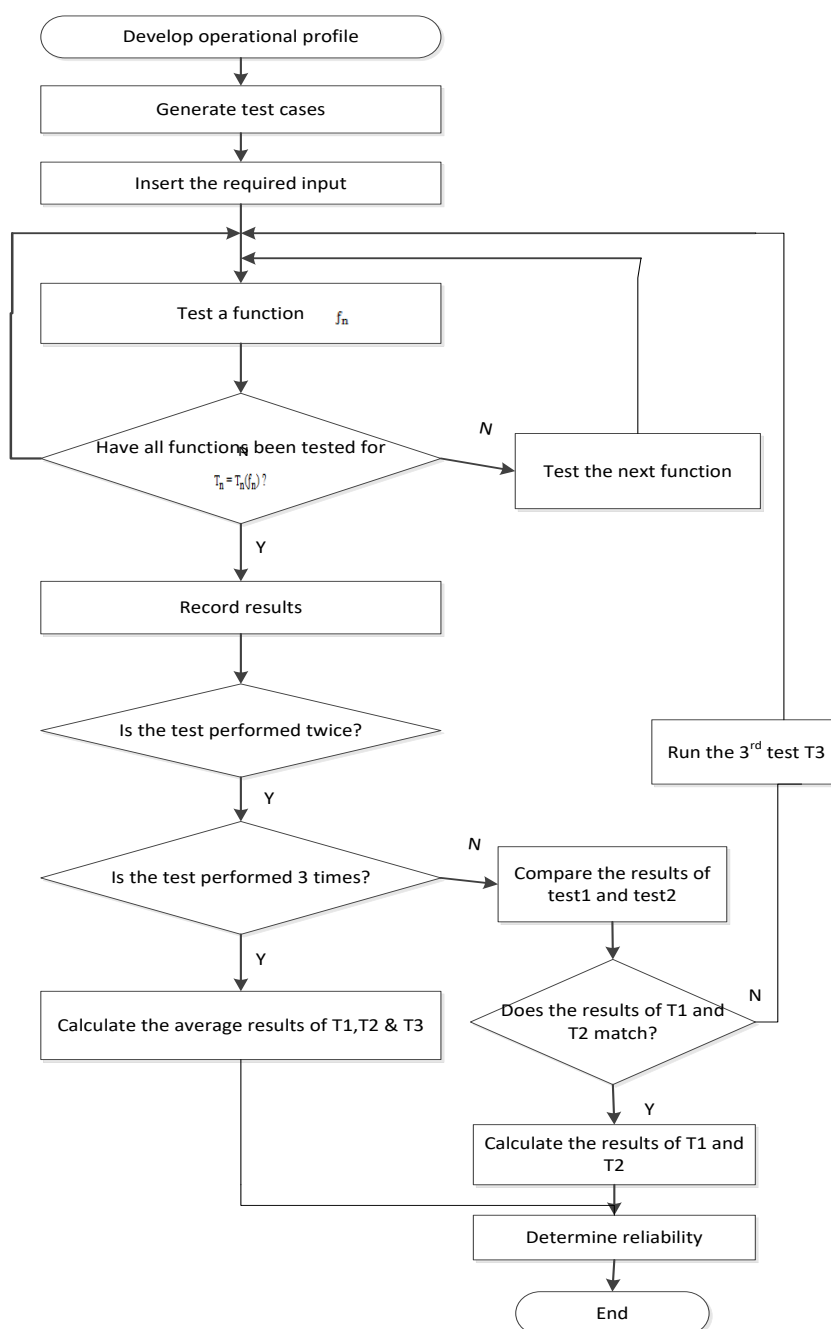 Develop operational profile
Generate test cases
Insert the required input
Test a function fₙ
Have all functions been tested for
N
Tₙ = Tₙ(fₙ) ?
N
Test the next function
Y
Record results
Is the test performed twice?
Run the 3rd test T3
Y
Is the test performed 3 times?
N
Compare the results of
test1 and test2
Y
Calculate the average results of T1,T2 & T3
Does the results of T1 and
T2 match?
N
Y
Calculate the results of T1 and
T2
Determine reliability
End